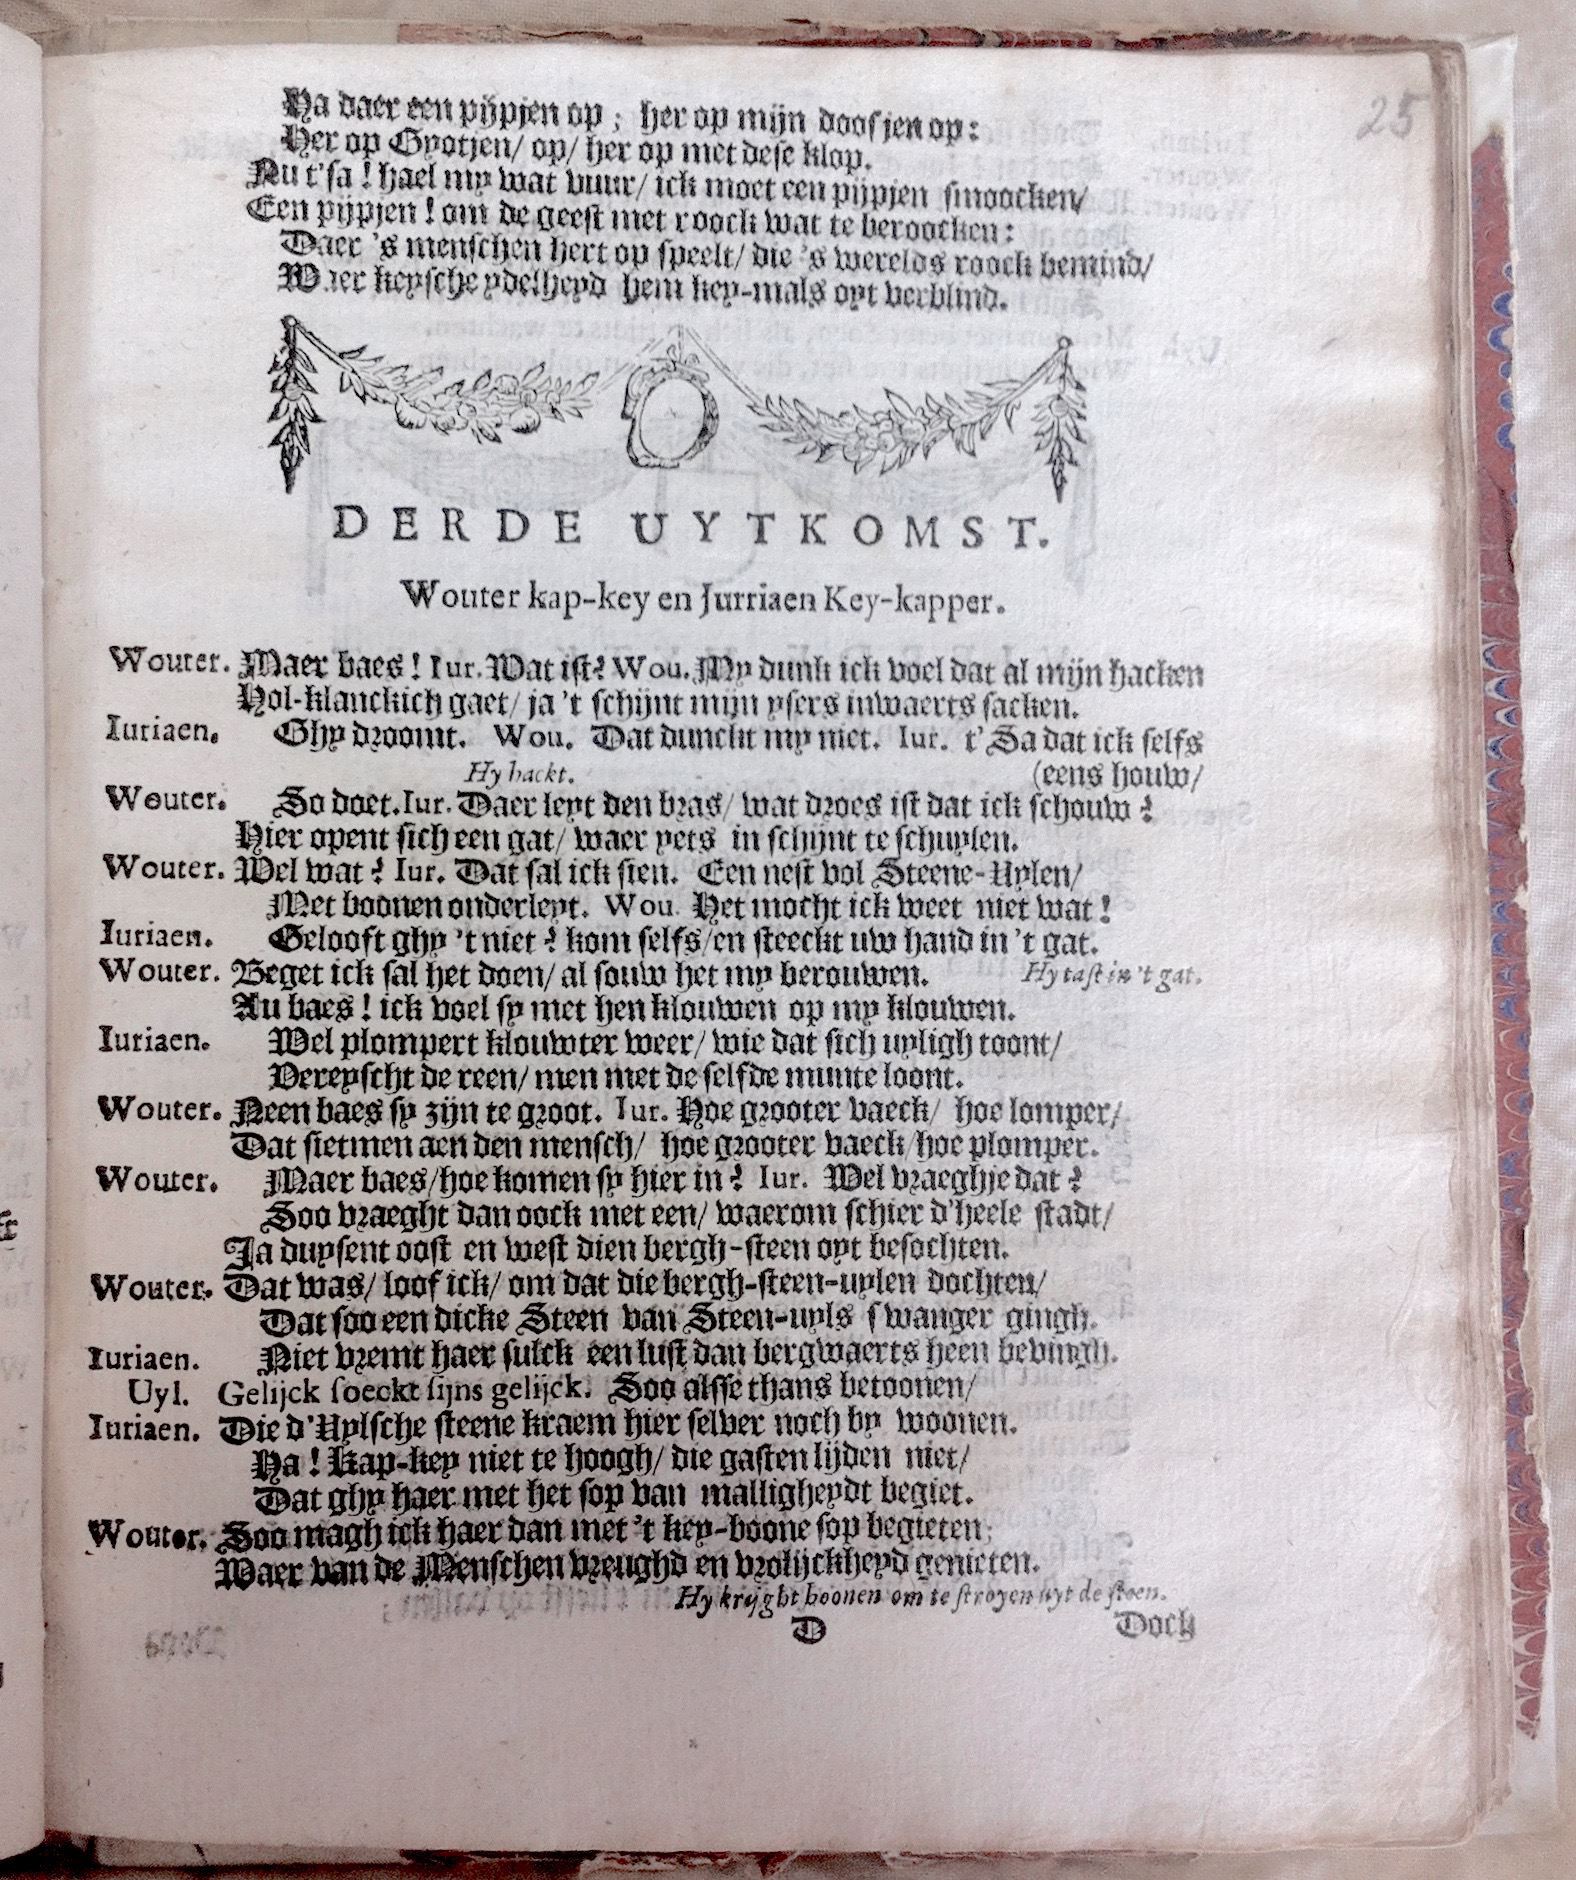 25
Ha daer een pijpjen op; her op mijn doosjen op:
Her op Gootjen/ op/ her op met dese klop.
Nu t'sa! hael my wat vuur/ ick moet een pijpjen smoocken/
Een pijpjen! om de geest met roock wat te beroocken:
Daer 's menschen hert op speelt/ die 's werelds roock bemind/
Waer keysche ydelheyd hem key-mals oyt verblind.
DERDE UYTKOMST.
Wouter kap-key en Jurriaen Key-kapper.
Wouter. Maer baes! Iur. Wat ist? Wou. My dunk ick voel dat al mijn hacken
Hol-klanckich gaet/ ja 't schijnt mijn ysers inwaerts sacken.
Iuriaen. Ghy droomt. Wou. Dat dunckt my niet. Iur. t'Sa dat ick selfs
Hy hackt. (eens houw/
Wouter. So doet. Iur. Daer leyt den bras/ wat droes ist dat ick schouw?
Hier opent sich een gat/ waer yets in schijnt te schuylen.
Wouter. Wel wat? Iur. Dat sal ick sien. Een nest vol Steene-Uylen/
Met boonen onderleyt. Wou. Het mocht ick weet niet wat!
Iuriaen. Gelooft ghy 't niet? kom selfs/ en steeckt uw hand in 't gat.
Wouter. Beget ick sal het doen/ al souw het my berouwen. Hy tast in 't gat.
Au baes! ick voel sy met hen klouwen op my klouwen.
Iuriaen. Wel plompert klouwter weer/ wie dat sich uyligh toont/
Vereyscht de reen/ men met de selfde munte loont.
Wouter. Neen baes sy zijn te groot. Iur. Hoe grooter vaeck/ hoe lomper/
Dat sietmen aen den mensch/ hoe grooter vaeck/ hoe plomper.
Wouter. Maer baes/ hoe komen sy hier in? Iur. Wel vraeghje dat?
Soo vraeght dan oock met een/ waerom schier d'heele stadt/
Ja duysent oost en west dien bergh-steen oyt besochten.
Wouter. Dat was/ loof ick/ om dat die bergh-steen-uylen dochten/
Dat soo een dicke Steen van Steen-uyls swanger gingh.
Iuriaen. Niet vremt haer sulck een lust dan bergwaerts heen bevingh.
Uyl. Gelijck soeckt sijns gelijck. Soo alsse thans betoonen/
Iuriaen. Die d'Uylsche steene kraem hier selver noch by woonen.
Ha! Kap-key niet te hoogh/ die gasten lijden niet/
Dat ghy haer met het sop van malligheydt begiet.
Wouter. Soo magh ick haer dan met 't key-boone sop begieten;
Waer van de Menschen vreughd en vrolijckheyd genieten.
Hy krijght boonen om te stroyen uyt de steen.
D Doch